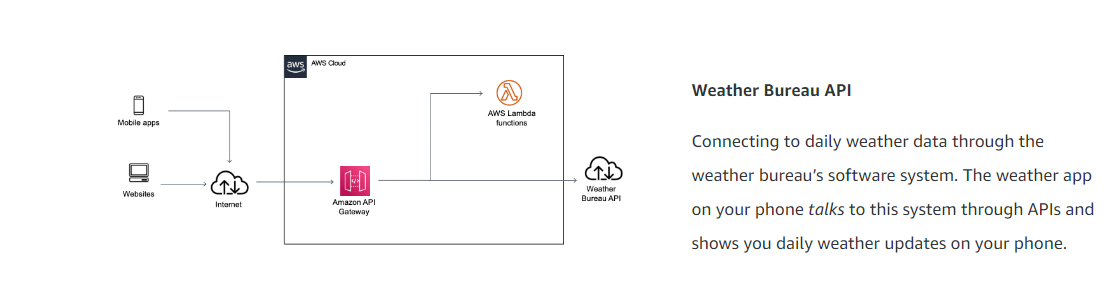 aws
AWS Cloud
Mobile apps
AWS Lambda
functions
Websites
Internet
Amazon API
Gateway
Weather
Bureau API
Weather Bureau API
Connecting to daily weather data through the
weather bureau’s software system. The weather app
on your phone talks to this system through APIs and
shows you daily weather updates on your phone.